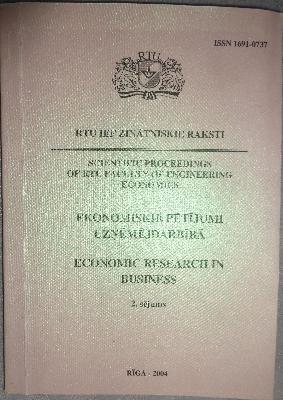 ISSN 1691-0737
RTU
RTU IEF ZINĀTNISKIE RAKSTI
SCIENTIFIC PROCEEDINGS
OF RTU FACULTY OF ENGINEERING
ECONOMICS
EKONOMISKIE PĒTĪJUMI
UZŅĒMĒJDARBĪBĀ
ECONOMIC RESEARCH IN
BUSINESS
2. sējums
RĪGA - 2004